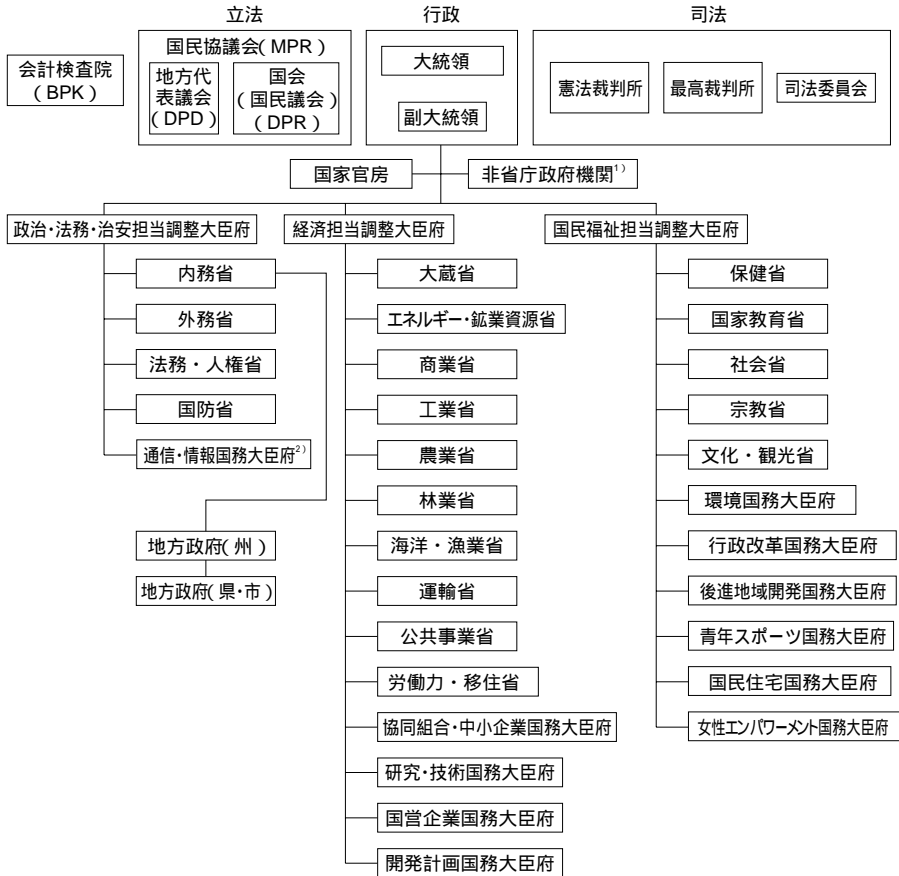 立法
行政
司法
会計検査院
(BPK)
国民協議会(MPR)
地方代
表議会
(DPD)
国会
(国民議会)
(DPR)
大統領
副大統領
憲法裁判所
最高裁判所
司法委員会
国家官房
非省庁政府機関1)
政治・法務・治安担当調整大臣府
経済担当調整大臣府
国民福祉担当調整大臣府
内務省
外務省
法務・人権省
国防省
通信・情報国務大臣府2)
地方政府(州)
地方政府(県・市)
大蔵省
エネルギー・鉱業資源省
商業省
工業省
農業省
林業省
海洋・漁業省
運輸省
公共事業省
労働力・移住省
協同組合・中小企業国務大臣府
研究・技術国務大臣府
国営企業国務大臣府
開発計画国務大臣府
保健省
国家教育省
社会省
宗教省
文化・観光省
環境国務大臣府
行政改革国務大臣府
後進地域開発国務大臣府
青年スポーツ国務大臣府
国民住宅国務大臣府
女性エンパワーメント国務大臣府